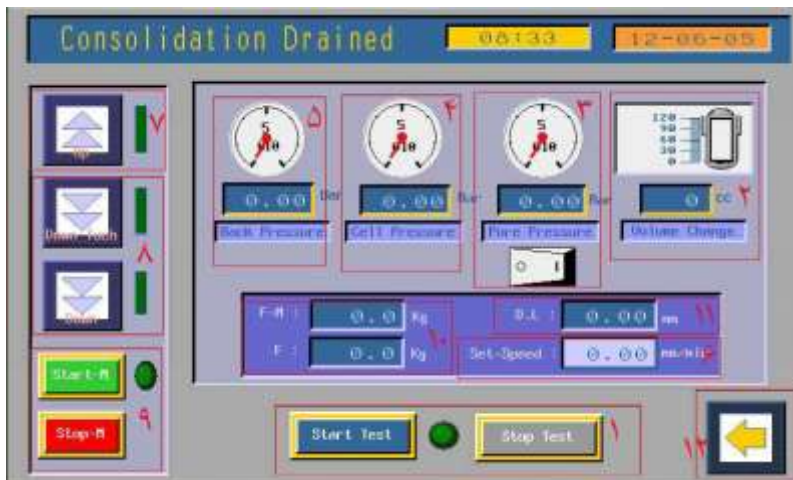 Consolidation Drained 08:33 12-06-05
۷ ۵ ۴ ۳
5 10
5 10
5 10
120
90
60
30
0
0.00 Bar
0.00 Bar
0.00 Bar
0 cc ۲
Back Pressure
Cell Pressure
Pore Pressure
Volume Change
Up
Down Touch
۸
Down
O I
F-M : 0.0 Kg
D.L : 0.00 mm ۱۱
F : 0.0 Kg ۱۰
Set-Speed : 0.00 mm/min
Start-M
۹
Stop-M
Start Test
Stop Test
۱
۱۲